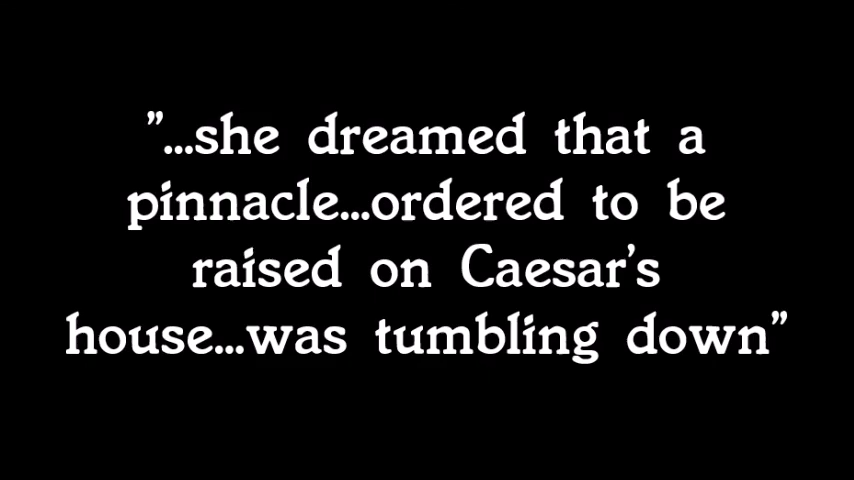 "...she dreamed that a
pinnacle...ordered to be
raised on Caesar's
house...was tumbling down"